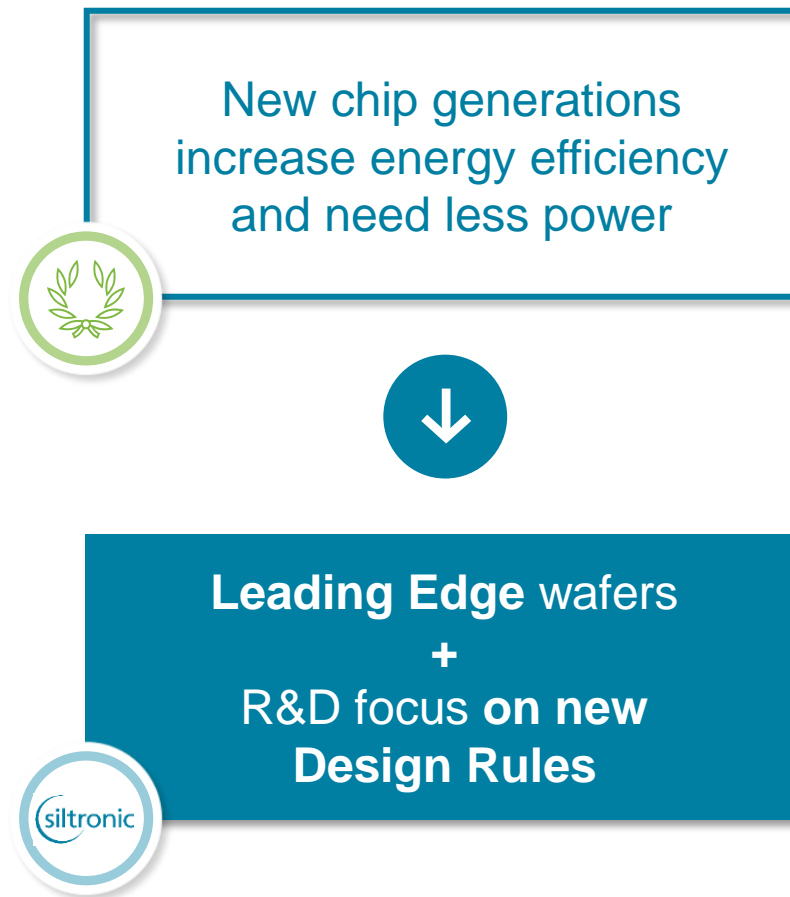 New chip generations
increase energy efficiency
and need less power
Leading Edge wafers
+
R&D focus on new
Design Rules
siltronic